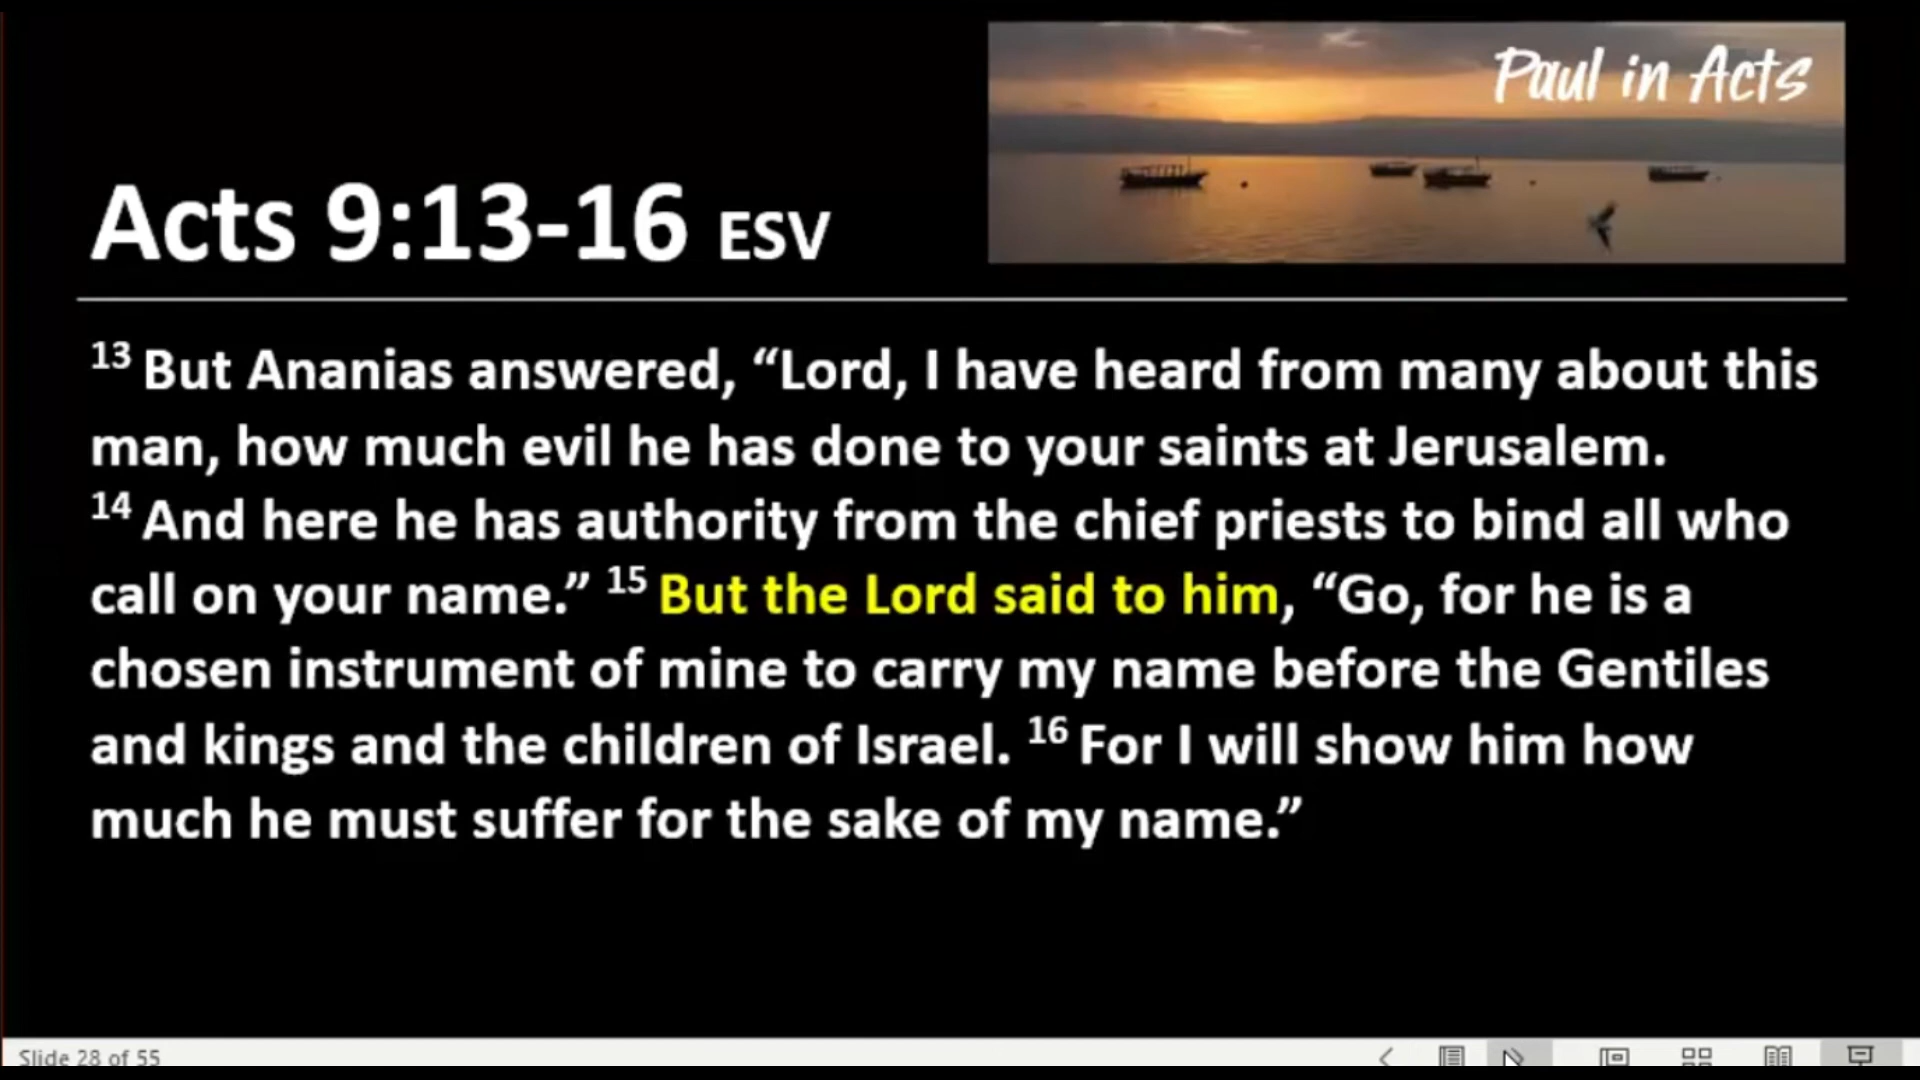 Paul in Acts
Acts 9:13-16 ESV
13 But Ananias answered, “Lord, I have heard from many about this
man, how much evil he has done to your saints at Jerusalem.
14 And here he has authority from the chief priests to bind all who
call on your name.” 15 But the Lord said to him, “Go, for he is a
chosen instrument of mine to carry my name before the Gentiles
and kings and the children of Israel. 16 For I will show him how
much he must suffer for the sake of my name.”
Slide 28 of 55